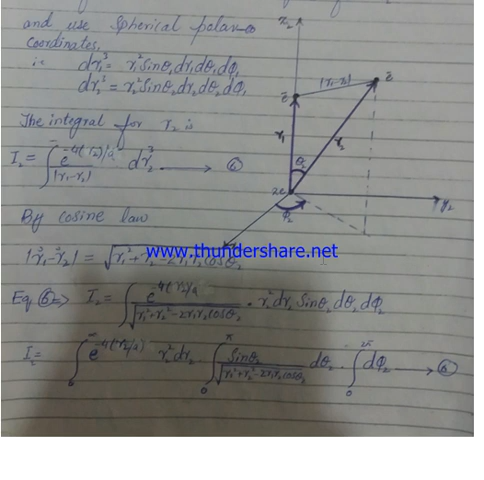 and use Spherical polar
coordinates.
i.e dr₁³ = r₁² Sinθ₁ dr₁ dθ₁ dϕ₁
dr₂³ = r₂² Sinθ₂ dr₂ dθ₂ dϕ₂
The integral for r₂ is
I₂ = ∫ e^(-4(r₂)/a) / |r₁-r₂| dr₂³ ⟶ ⑥
By cosine law
|r₁-r₂| = √(r₁²+r₂²-2r₁r₂cosθ₂)
Eq ⑥ => I₂ = ∫ e^(-4(r₂)/a) / √(r₁²-r₂²-2r₁r₂cosθ₂) . r₂² dr₂ Sinθ₂ dθ₂ dϕ₂
I₂ = ∫₀ e^(-4(r₂/a)) r₂² dr₂ ∫₀^π Sinθ₂ / √(r₁²+r₂²-2r₁r₂cosθ₂) dθ₂ . ∫₀^2π dϕ₂ ⟶ ⑥
z₂
|r₁-r₂|
r₁
r₂
θ₂
2e
ϕ₂
y₂
www.thundershare.net